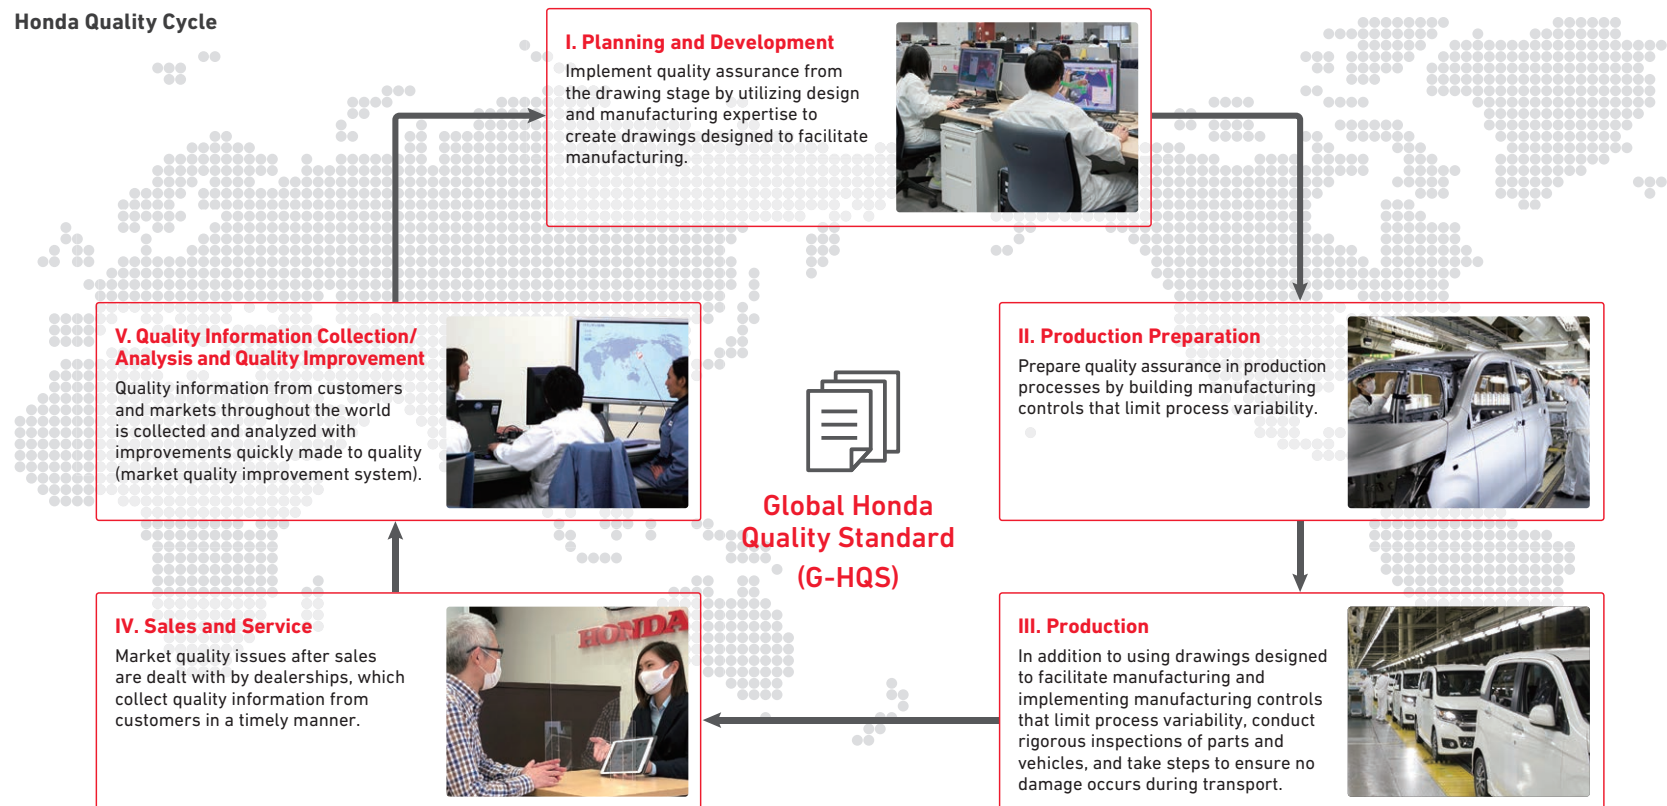 Honda Quality Cycle
I. Planning and Development
Implement quality assurance from
the drawing stage by utilizing design
and manufacturing expertise to
create drawings designed to facilitate
manufacturing.
II. Production Preparation
Prepare quality assurance in production
processes by building manufacturing
controls that limit process variability.
III. Production
In addition to using drawings designed
to facilitate manufacturing and
implementing manufacturing controls
that limit process variability, conduct
rigorous inspections of parts and
vehicles, and take steps to ensure no
damage occurs during transport.
IV. Sales and Service
Market quality issues after sales
are dealt with by dealerships, which
collect quality information from
customers in a timely manner.
HONDA
V. Quality Information Collection/
Analysis and Quality Improvement
Quality information from customers
and markets throughout the world
is collected and analyzed with
improvements quickly made to quality
(market quality improvement system).
Global Honda
Quality Standard
(G-HQS)